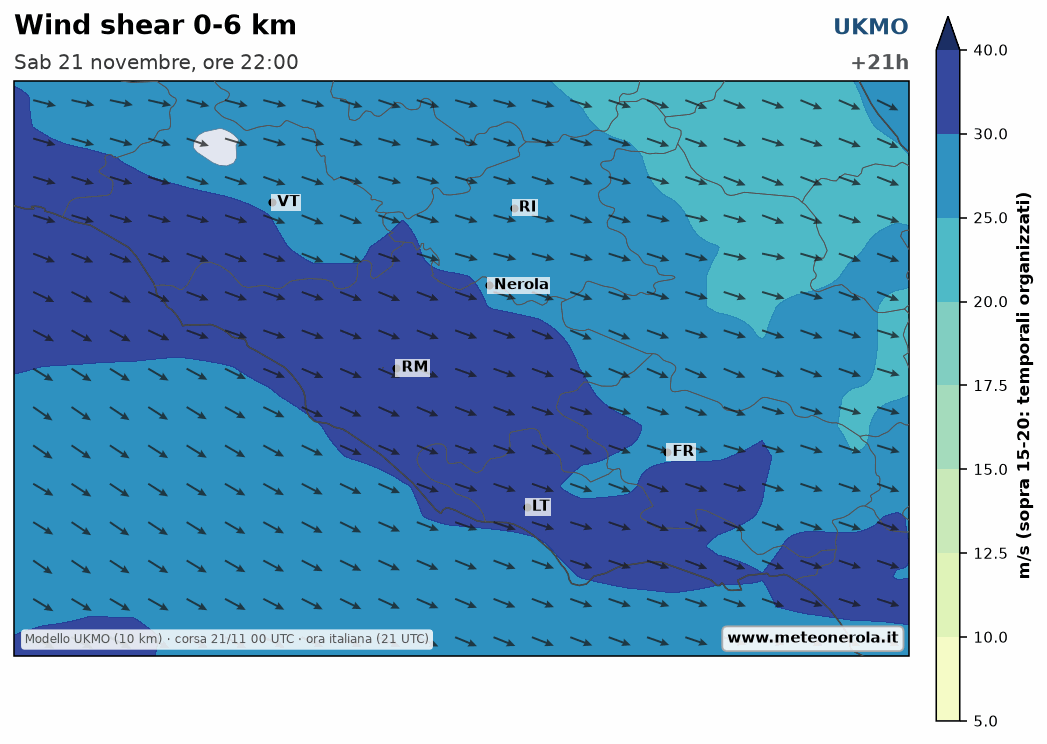 Wind shear 0-6 km
UKMO
Sab 21 novembre, ore 22:00
+21h
VT
RI
Nerola
RM
FR
LT
Modello UKMO (10 km) · corsa 21/11 00 UTC · ora italiana (21 UTC)
www.meteonerola.it
40.0
30.0
25.0
20.0
17.5
15.0
12.5
10.0
5.0
m/s (sopra 15-20: temporali organizzati)